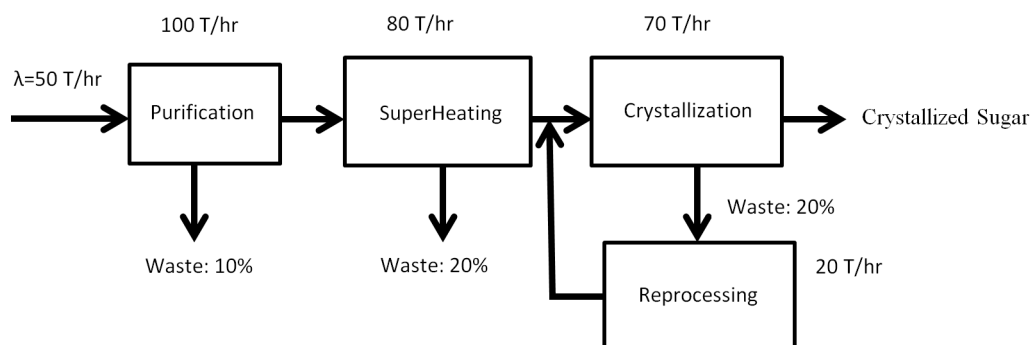 100 T/hr
80 T/hr
70 T/hr
λ=50 T/hr
Purification
SuperHeating
Crystallization
Crystallized Sugar
Waste: 10%
Waste: 20%
Waste: 20%
Reprocessing
20 T/hr